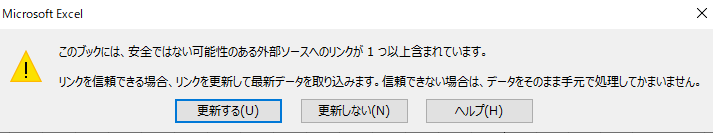 Microsoft Excel
このブックには、安全ではない可能性のある外部ソースへのリンクが 1 つ以上含まれています。
リンクを信頼できる場合、リンクを更新して最新データを取り込みます。信頼できない場合は、データをそのまま手元で処理してかまいません。
更新する(U) 更新しない(N) ヘルプ(H)